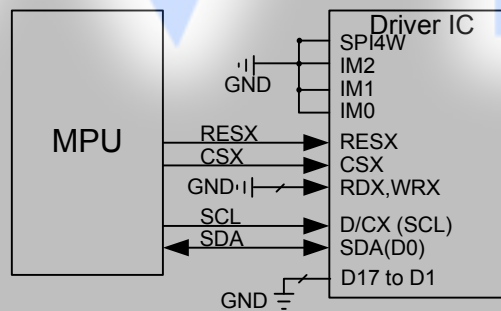 Driver IC
SPI4W
IM2
GND
IM1
IM0
MPU
RESX
RESX
CSX
CSX
GND
RDX,WRX
SCL
D/CX (SCL)
SDA
SDA(D0)
D17 to D1
GND